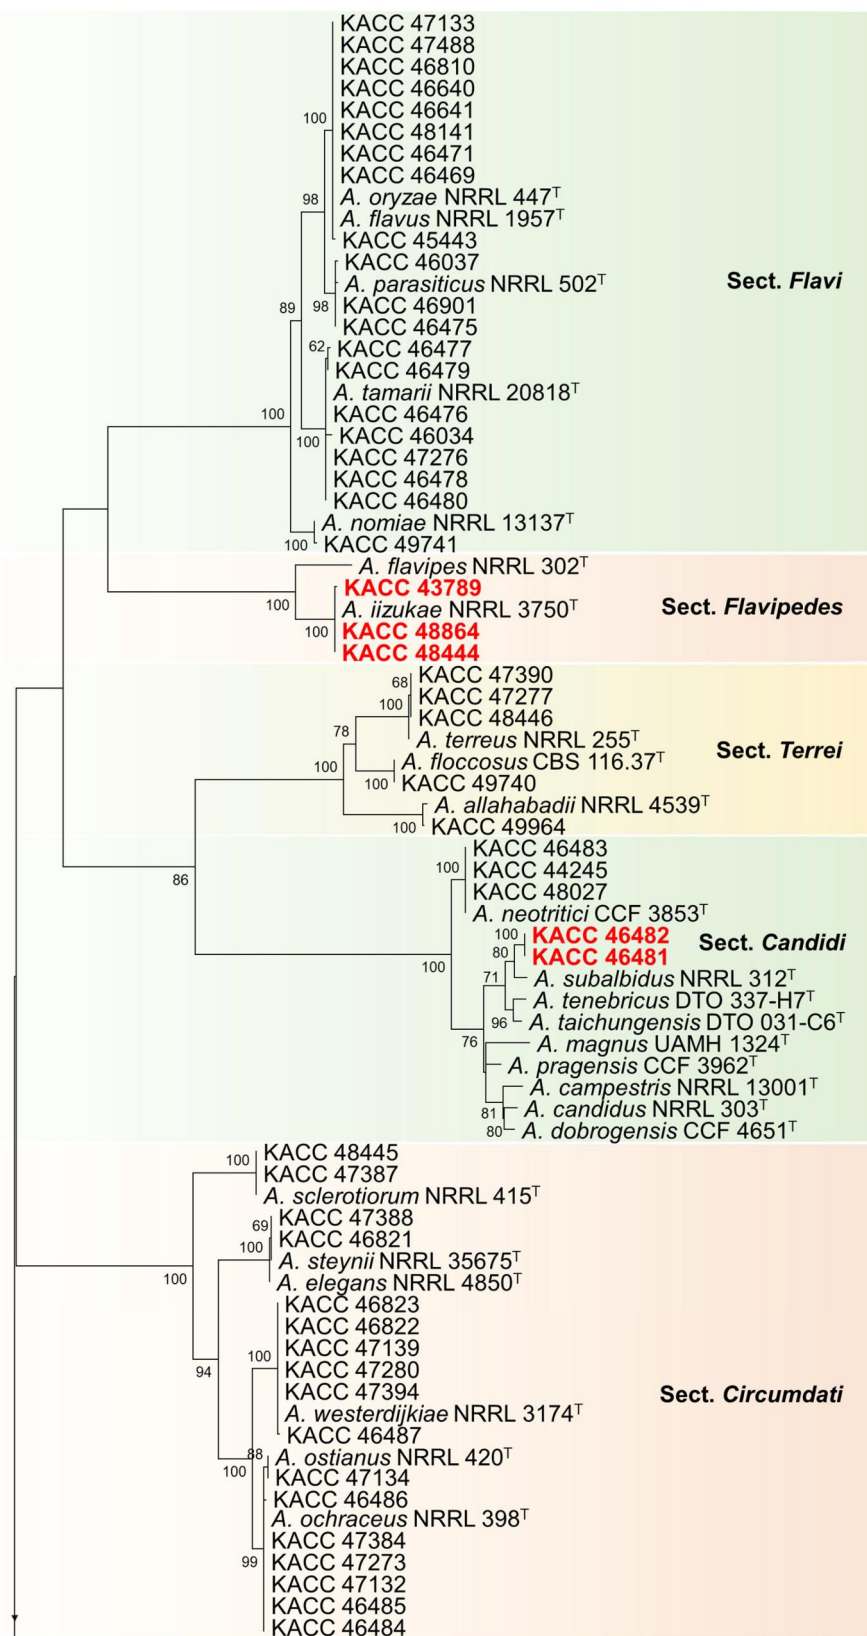 KACC 47133
KACC 47488
KACC 46810
KACC 46640
KACC 46641
100
KACC 48141
KACC 46471
KACC 46469
98
A. oryzae NRRL 447ᵀ
A. flavus NRRL 1957ᵀ
KACC 45443
KACC 46037
A. parasiticus NRRL 502ᵀ
Sect. Flavi
89
98
KACC 46901
KACC 46475
62
KACC 46477
KACC 46479
A. tamarii NRRL 20818ᵀ
100
KACC 46476
100
KACC 46034
KACC 47276
KACC 46478
KACC 46480
A. nomiae NRRL 13137ᵀ
100
KACC 49741
A. flavipes NRRL 302ᵀ
KACC 43789
100
A. iizukae NRRL 3750ᵀ
Sect. Flavipedes
100
KACC 48864
KACC 48444
68
KACC 47390
100
KACC 47277
KACC 48446
78
A. terreus NRRL 255ᵀ
Sect. Terrei
100
A. floccosus CBS 116.37ᵀ
100
KACC 49740
A. allahabadii NRRL 4539ᵀ
100
KACC 49964
KACC 46483
100
KACC 44245
86
KACC 48027
A. neotritici CCF 3853ᵀ
100
KACC 46482
Sect. Candidi
80
KACC 46481
100
71
A. subalbidus NRRL 312ᵀ
A. tenebricus DTO 337-H7ᵀ
96
A. taichungensis DTO 031-C6ᵀ
76
A. magnus UAMH 1324ᵀ
A. pragensis CCF 3962ᵀ
A. campestris NRRL 13001ᵀ
81
A. candidus NRRL 303ᵀ
80
A. dobrogensis CCF 4651ᵀ
KACC 48445
100
KACC 47387
A. sclerotiorum NRRL 415ᵀ
KACC 47388
69
KACC 46821
100
A. steynii NRRL 35675ᵀ
100
A. elegans NRRL 4850ᵀ
KACC 46823
KACC 46822
KACC 47139
100
KACC 47280
94
KACC 47394
Sect. Circumdati
A. westerdijkiae NRRL 3174ᵀ
KACC 46487
88
A. ostianus NRRL 420ᵀ
100
KACC 47134
KACC 46486
A. ochraceus NRRL 398ᵀ
KACC 47384
99
KACC 47273
KACC 47132
KACC 46485
KACC 46484